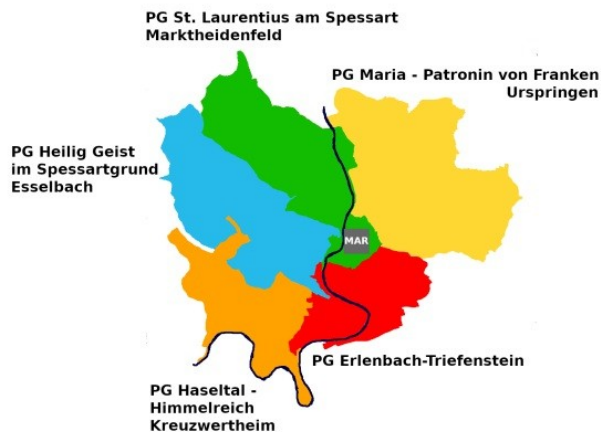 PG St. Laurentius am Spessart
Marktheidenfeld
PG Maria - Patronin von Franken
Urspringen
PG Heilig Geist
im Spessartgrund
Esselbach
MAR
PG Erlenbach-Triefenstein
PG Haseltal -
Himmelreich
Kreuzwertheim